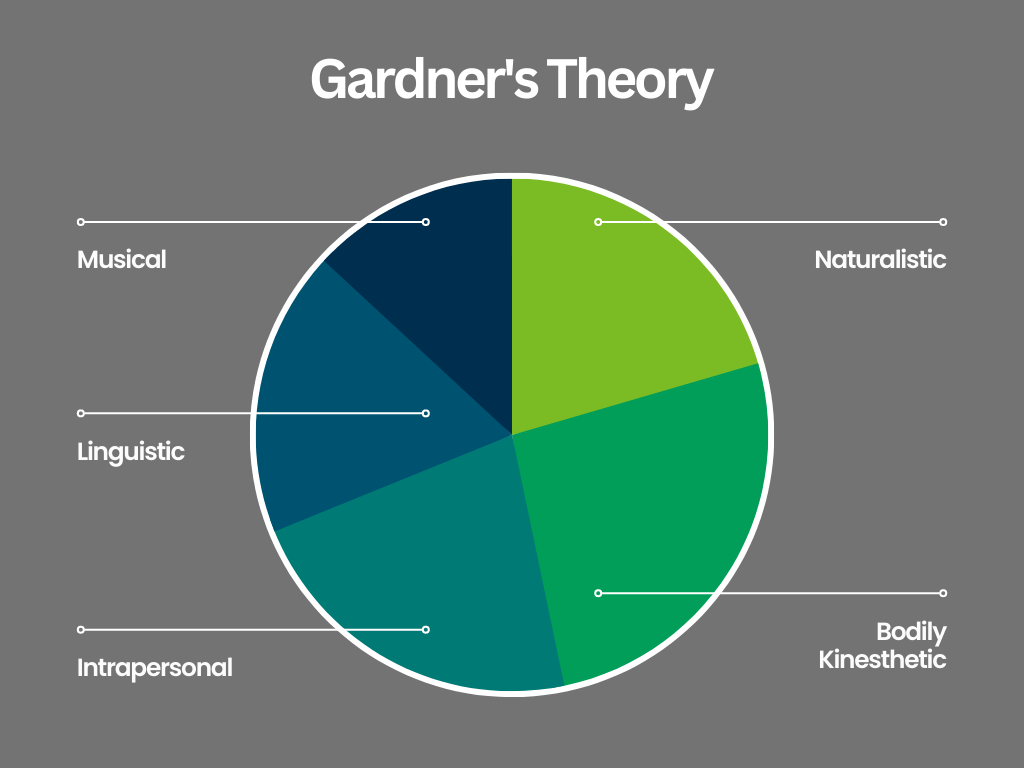 Gardner's Theory
Musical
Naturalistic
Linguistic
Bodily
Kinesthetic
Intrapersonal